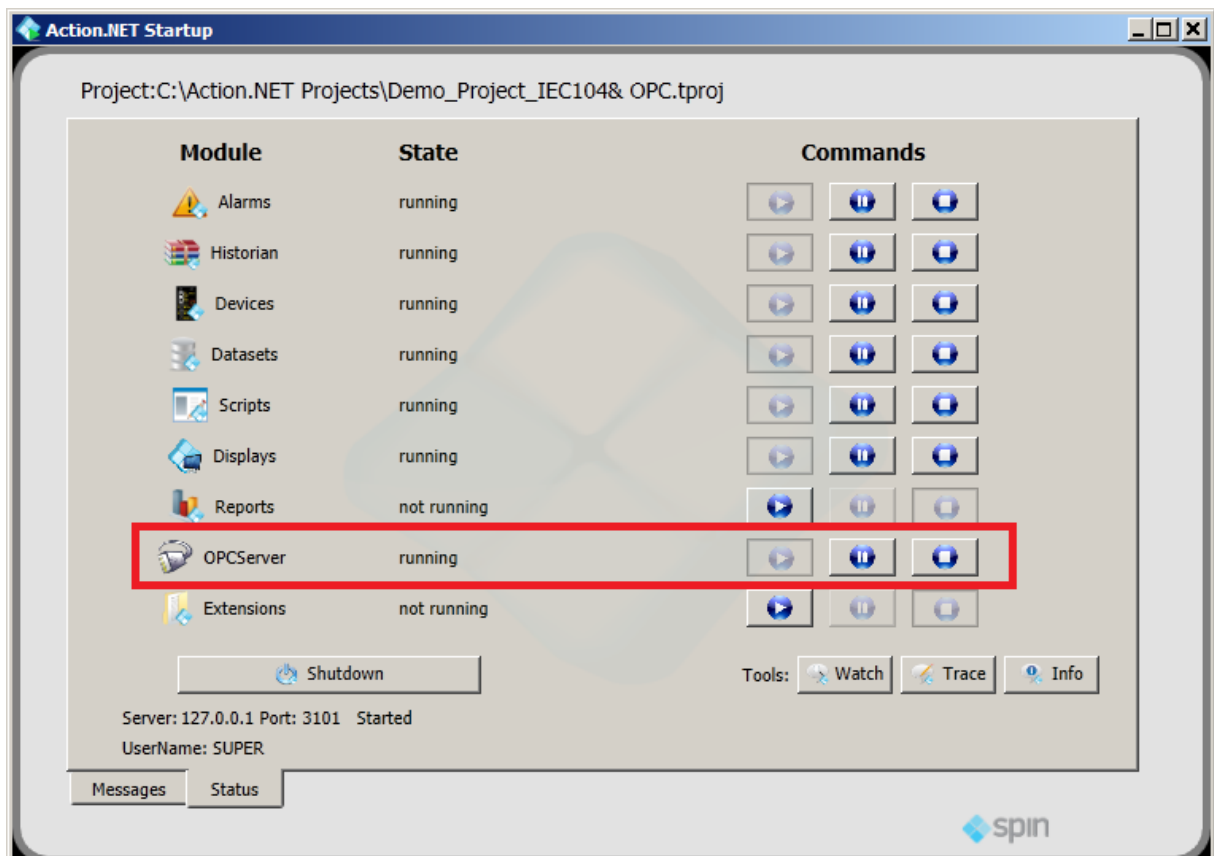 Action.NET Startup
Project:C:\Action.NET Projects\Demo_Project_IEC104& OPC.tproj
Module State Commands
Alarms running
Historian running
Devices running
Datasets running
Scripts running
Displays running
Reports not running
OPCServer running
Extensions not running
Shutdown Tools: Watch Trace Info
Server: 127.0.0.1 Port: 3101 Started
UserName: SUPER
Messages Status
spin